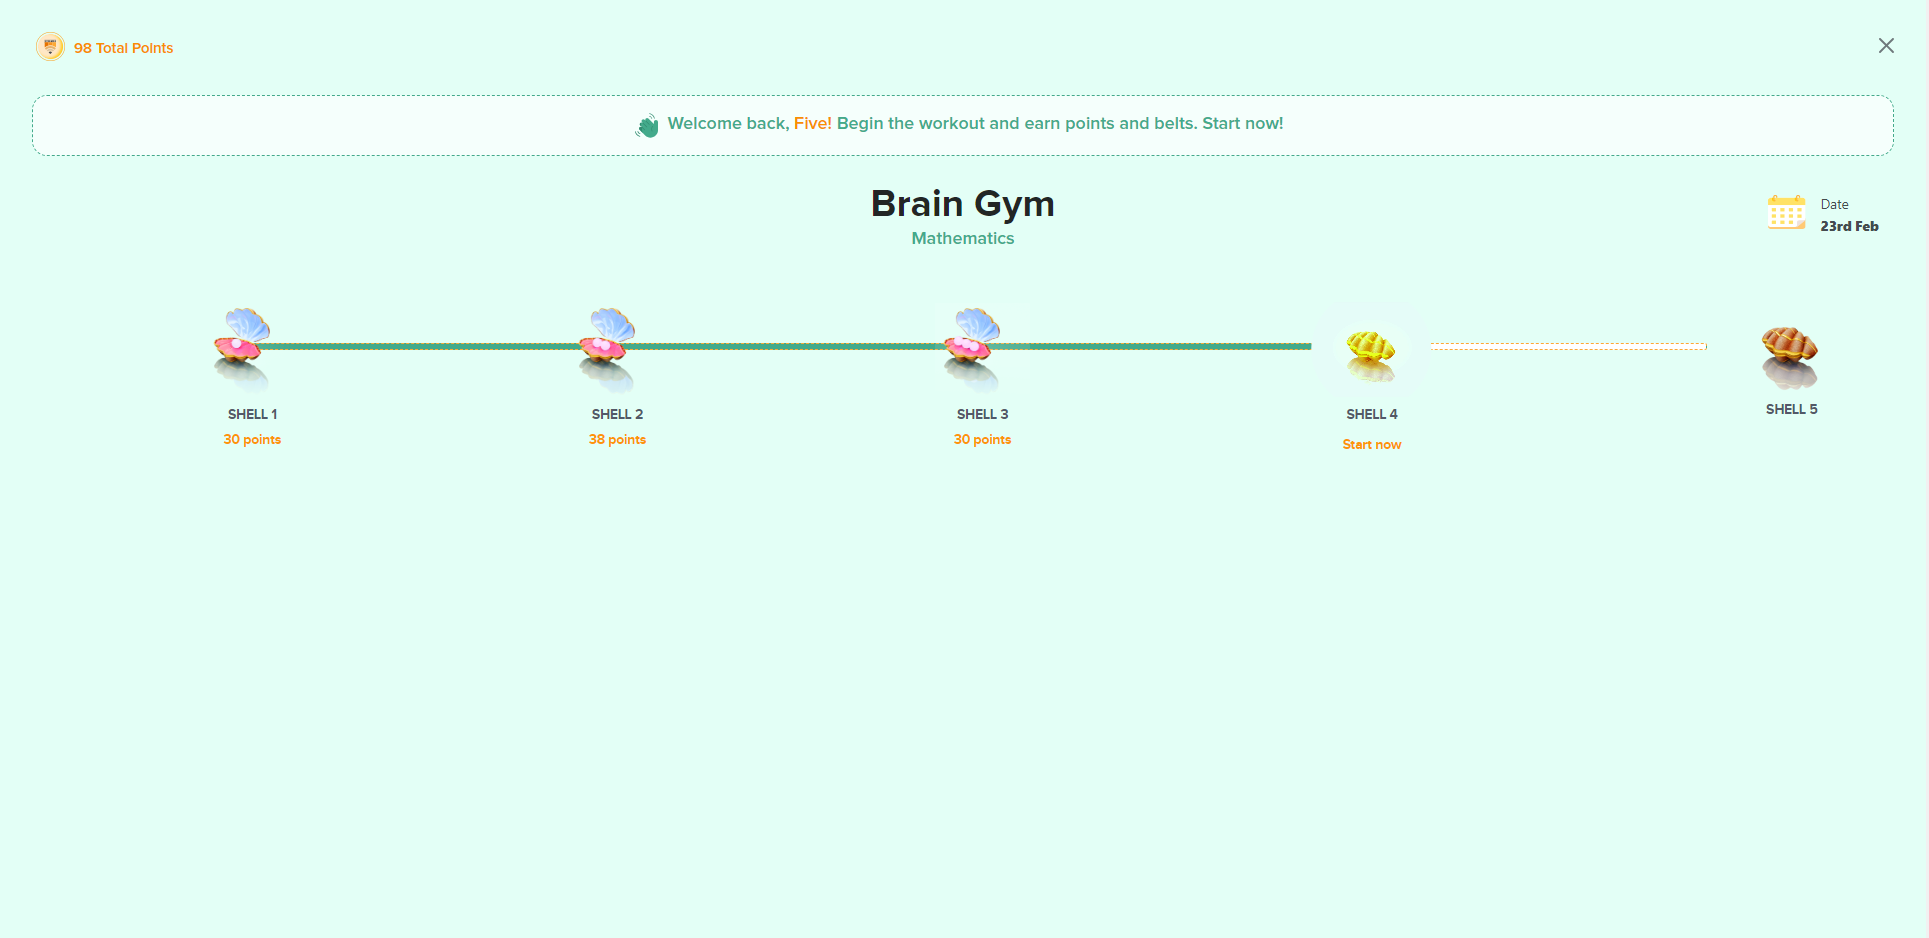 98 Total Points
Welcome back, Five! Begin the workout and earn points and belts. Start now!
Brain Gym
Mathematics
Date
23rd Feb
SHELL 1
30 points
SHELL 2
38 points
SHELL 3
30 points
SHELL 4
Start now
SHELL 5